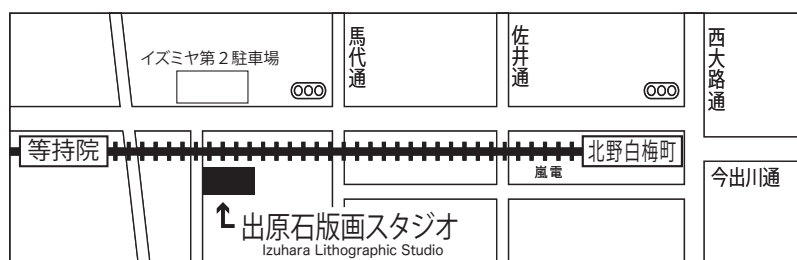 イズミヤ第2駐車場
馬代通
佐井通
西大路通
等持院
北野白梅町
嵐電
今出川通
出原石版画スタジオ
Izuhara Lithographic Studio